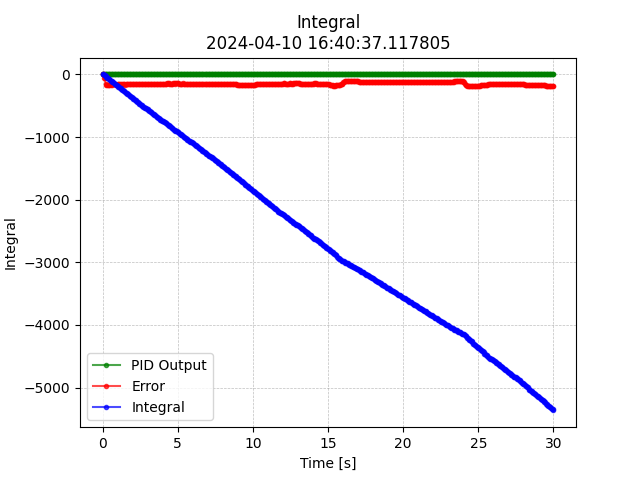 Integral
2024-04-10 16:40:37.117805
0
−1000
−2000
−3000
−4000
−5000
Integral
PID Output
Error
Integral
0 5 10 15 20 25 30
Time [s]